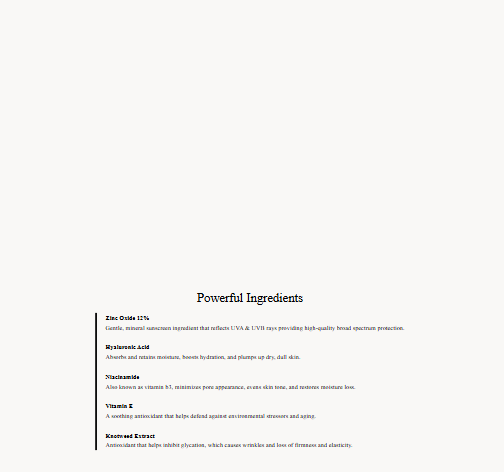 Powerful Ingredients
Zinc Oxide 12%
Gentle, mineral sunscreen ingredient that reflects UVA & UVB rays providing high-quality broad spectrum protection.
Hyaluronic Acid
Absorbs and retains moisture, boosts hydration, and plumps up dry, dull skin.
Niacinamide
Also known as vitamin b3, minimizes pore appearance, evens skin tone, and restores moisture loss.
Vitamin E
A soothing antioxidant that helps defend against environmental stressors and aging.
Knotweed Extract
Antioxidant that helps inhibit glycation, which causes wrinkles and loss of firmness and elasticity.